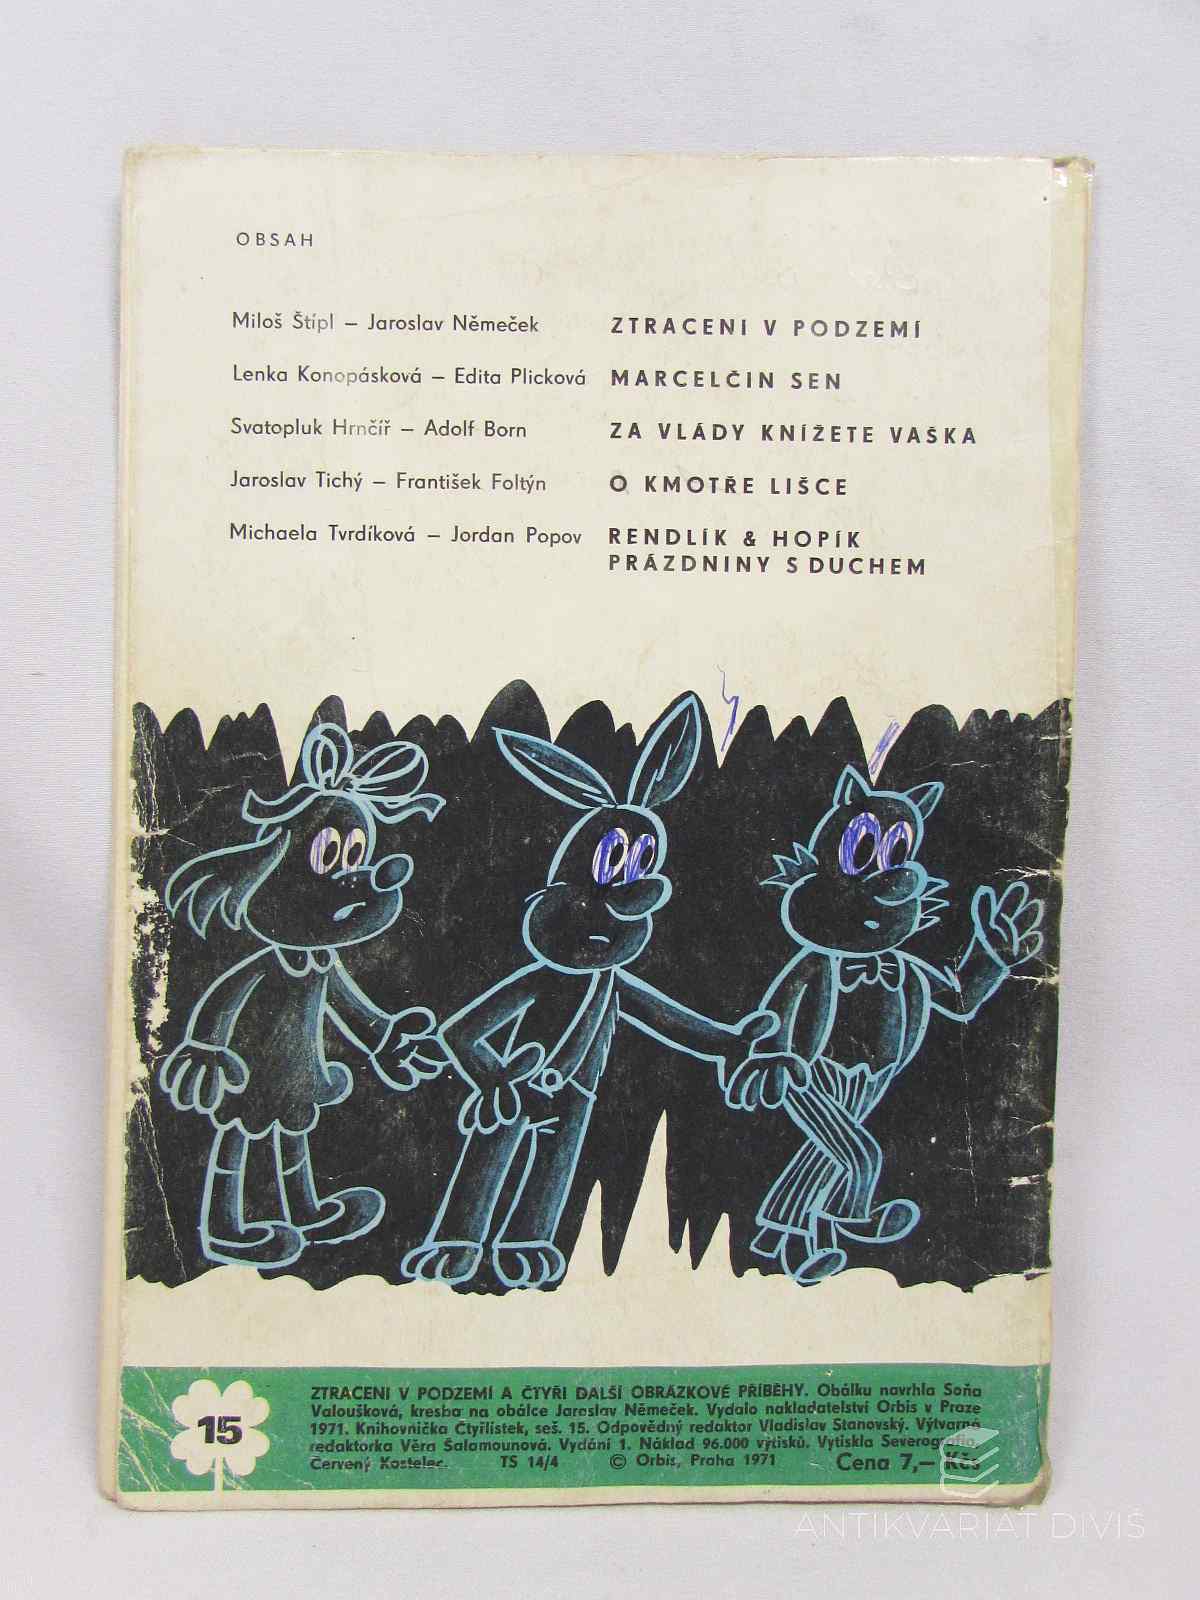 OBSAH
Miloš Štípl – Jaroslav Němeček ZTRACENI V PODZEMÍ
Lenka Konopásková – Edita Plicková MARCELČIN SEN
Svatopluk Hrnčíř – Adolf Born ZA VLÁDY KNÍŽETE VAŠKA
Jaroslav Tichý – František Foltýn O KMOTŘE LIŠCE
Michaela Tvrdíková – Jordan Popov RENDLÍK & HOPÍK
PRÁZDNINY S DUCHEM
15
ZTRACENI V PODZEMÍ A ČTYŘI DALŠÍ OBRÁZKOVÉ PŘÍBĚHY. Obálku navrhla Soňa
Valoušková, kresba na obálce Jaroslav Němeček. Vydalo nakladatelství Orbis v Praze
1971. Knihovnička Čtyřlístek, seš. 15. Odpovědný redaktor Vladislav Stanovský. Výtvarná
redaktorka Věra Šalamounová. Vydání 1. Náklad 96.000 výtisků. Vytiskla Severografia,
Červený Kostelec. TS 14/4 © Orbis, Praha 1971 Cena 7,— Kčs
ANTIKVARIÁT DIVIŠ